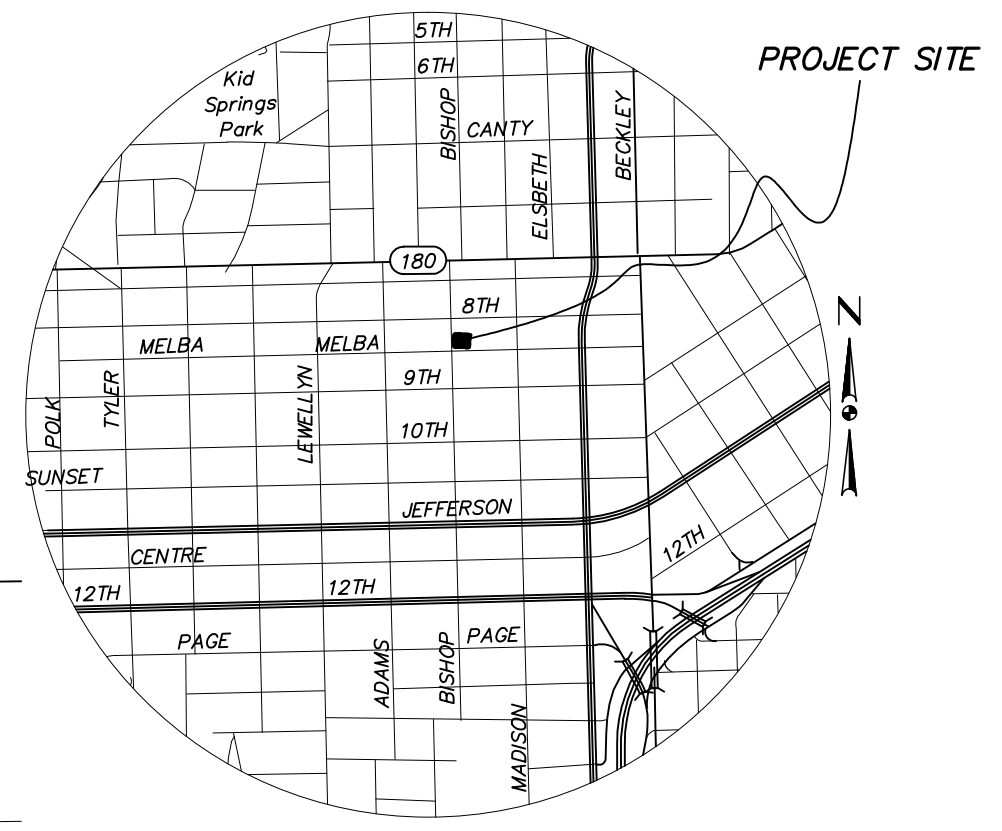 5TH
PROJECT SITE
6TH
Kid
Springs
Park
BISHOP
CANTY
BECKLEY
ELSBETH
180
8TH
N
MELBA
MELBA
9TH
TYLER
POLK
LEWELLYN
10TH
SUNSET
JEFFERSON
CENTRE
12TH
12TH
12TH
PAGE
PAGE
ADAMS
BISHOP
MADISON